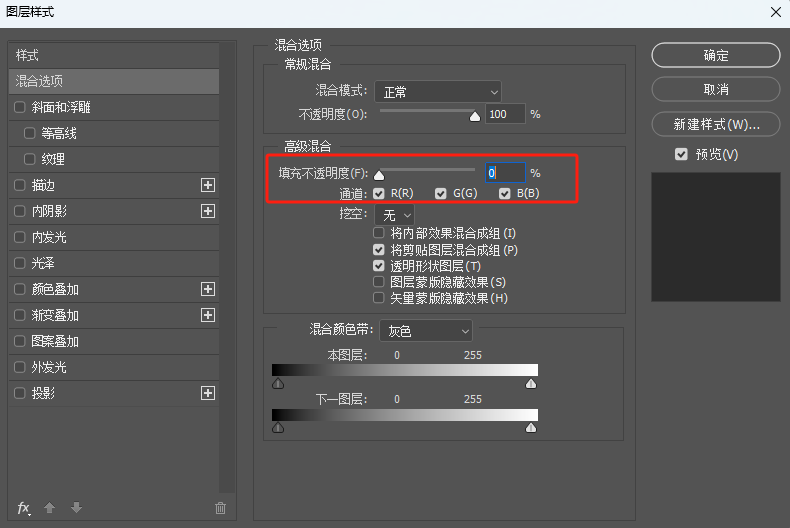 图层样式
样式
混合选项
斜面和浮雕
等高线
纹理
描边
内阴影
内发光
光泽
颜色叠加
渐变叠加
图案叠加
外发光
投影
fx
混合选项
常规混合
混合模式: 正常
不透明度(O): 100 %
高级混合
填充不透明度(F): 0 %
通道: R(R) G(G) B(B)
挖空: 无
将内部效果混合成组(I)
将剪贴图层混合成组(P)
透明形状图层(T)
图层蒙版隐藏效果(S)
矢量蒙版隐藏效果(H)
混合颜色带: 灰色
本图层: 0 255
下一图层: 0 255
确定
取消
新建样式(W)...
预览(V)